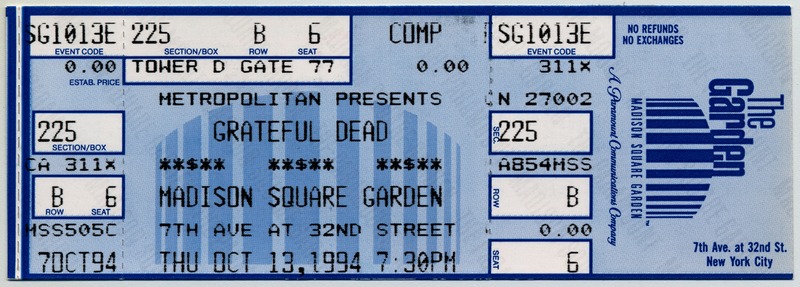 SG1013E 225 B 6 COMP SG1013E
EVENT CODE SECTION/BOX ROW SEAT EVENT CODE
0.00 TOWER D GATE 77 0.00 311X
ESTAB. PRICE
METROPOLITAN PRESENTS CN 27002
225 GRATEFUL DEAD SEC. 225
SECTION/BOX
CA 311X **$** **$** **$** A854MSS
B 6 MADISON SQUARE GARDEN ROW B
ROW SEAT
MSS505C 7TH AVE AT 32ND STREET 0.00
7OCT94 THU OCT 13,1994 7:30PM SEAT 6
NO REFUNDS
NO EXCHANGES
A Paramount Communications Company
MADISON SQUARE GARDEN™
The Garden
7th Ave. at 32nd St.
New York City